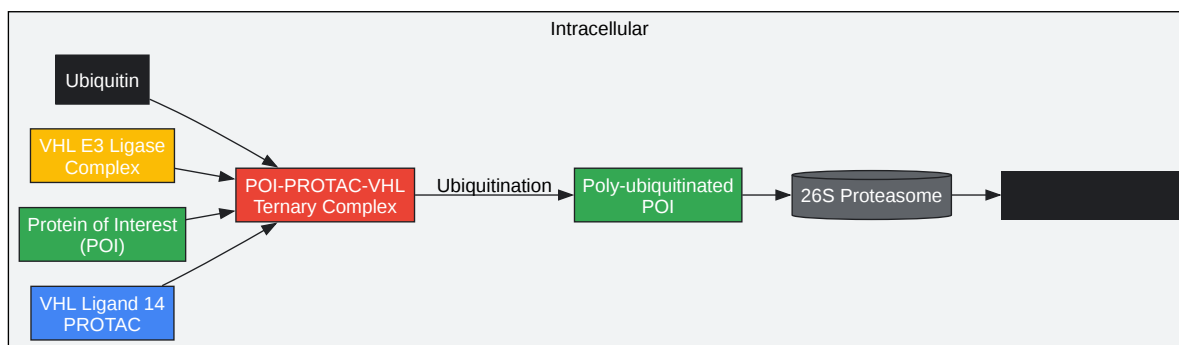 Intracellular
Ubiquitin
VHL E3 Ligase
Complex
Protein of Interest
(POI)
VHL Ligand 14
PROTAC
POI-PROTAC-VHL
Ternary Complex
Ubiquitination
Poly-ubiquitinated
POI
26S Proteasome